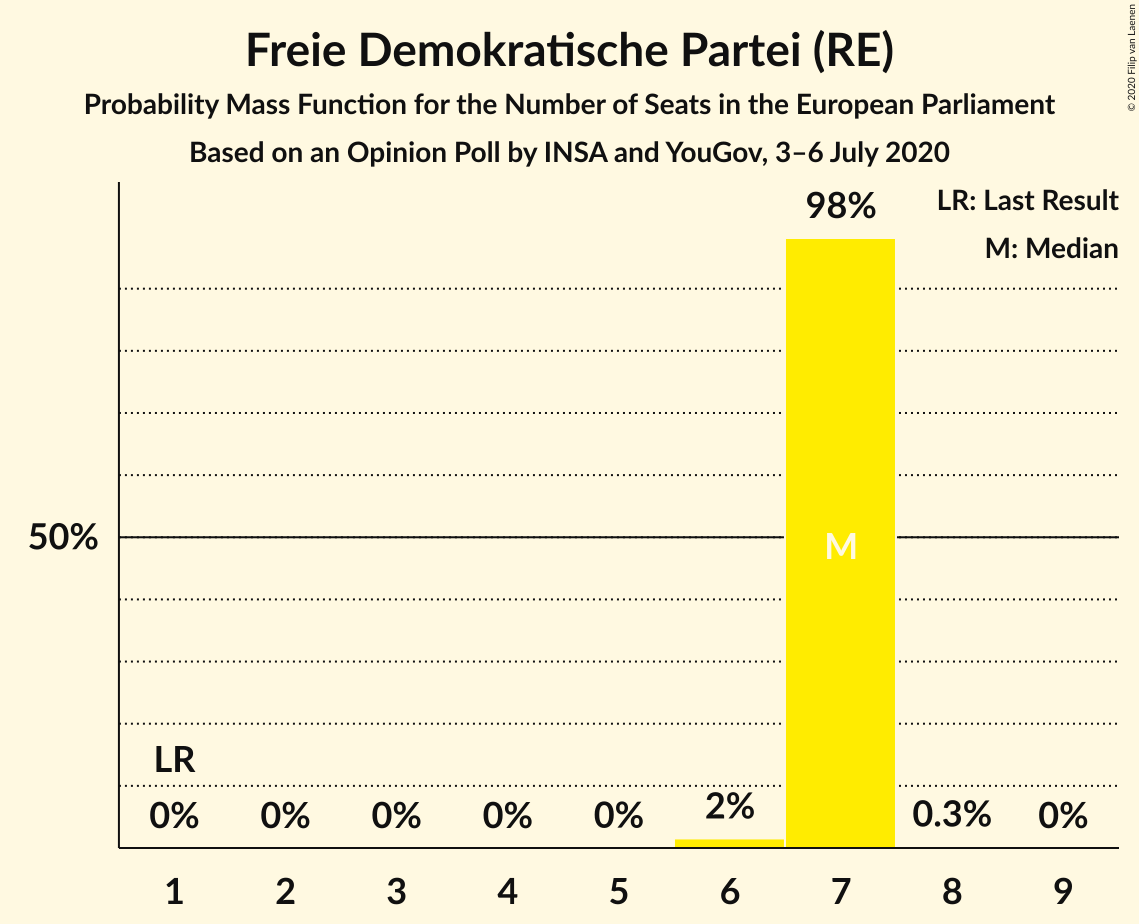 Freie Demokratische Partei (RE)
Probability Mass Function for the Number of Seats in the European Parliament
Based on an Opinion Poll by INSA and YouGov, 3–6 July 2020
© 2020 Filip van Laenen
LR: Last Result
M: Median
98%
50%
M
LR
0% 0% 0% 0% 0% 2% 0.3% 0%
1 2 3 4 5 6 7 8 9